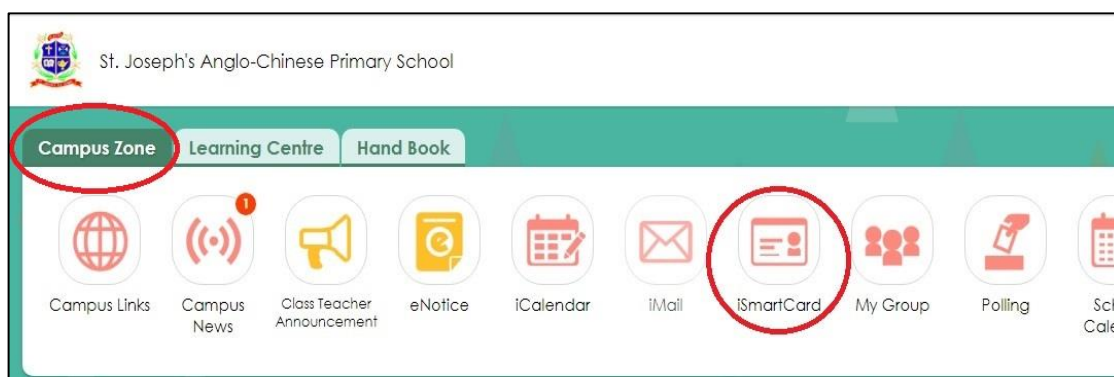 St. Joseph's Anglo-Chinese Primary School
Campus Zone
Learning Centre
Hand Book
1
Campus Links
Campus
News
Class Teacher
Announcement
eNotice
iCalendar
iMail
iSmartCard
My Group
Polling